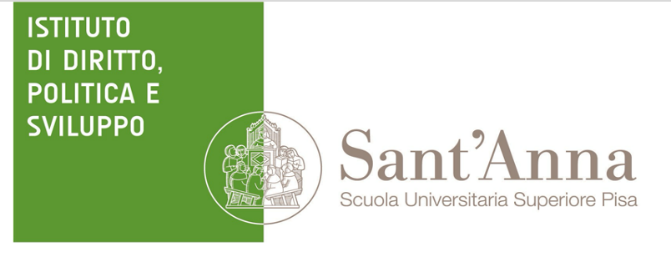 ISTITUTO
DI DIRITTO,
POLITICA E
SVILUPPO
Sant'Anna
Scuola Universitaria Superiore Pisa